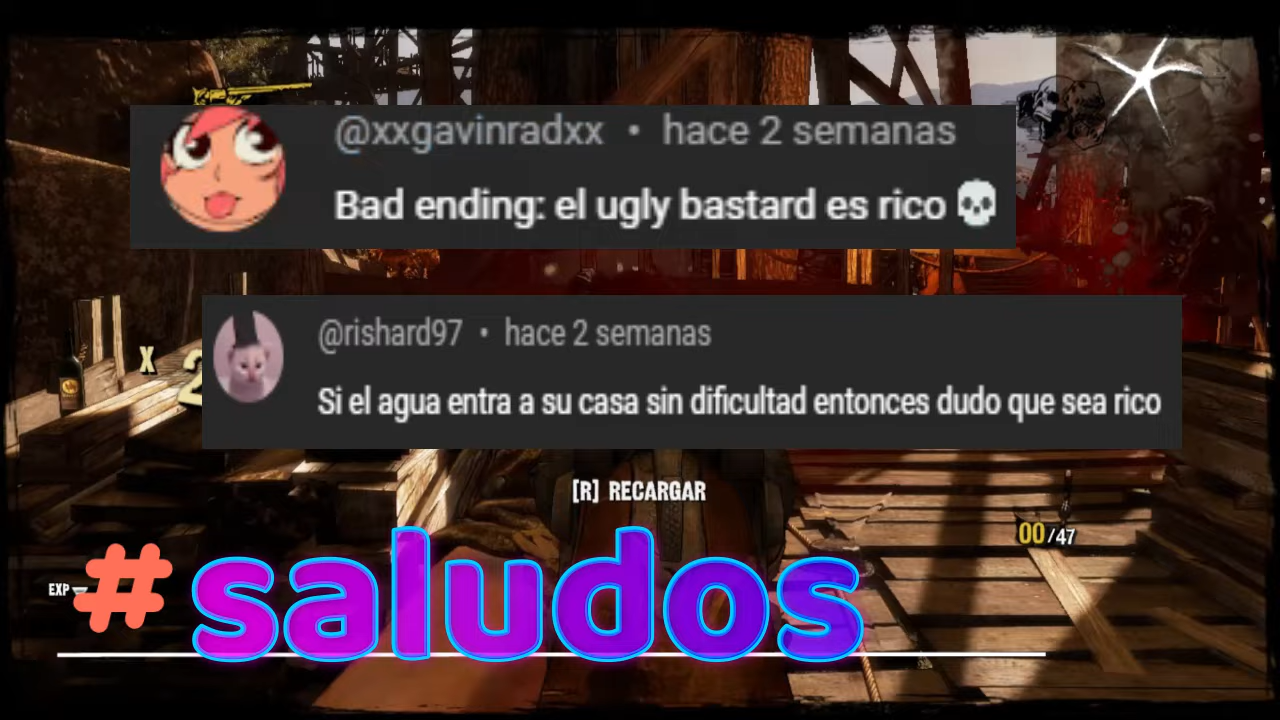 @xxgavinradxx • hace 2 semanas
Bad ending: el ugly bastard es rico 💀
@rishard97 • hace 2 semanas
X 2
Si el agua entra a su casa sin dificultad entonces dudo que sea rico
[R] RECARGAR
00/47
EXP
#saludos